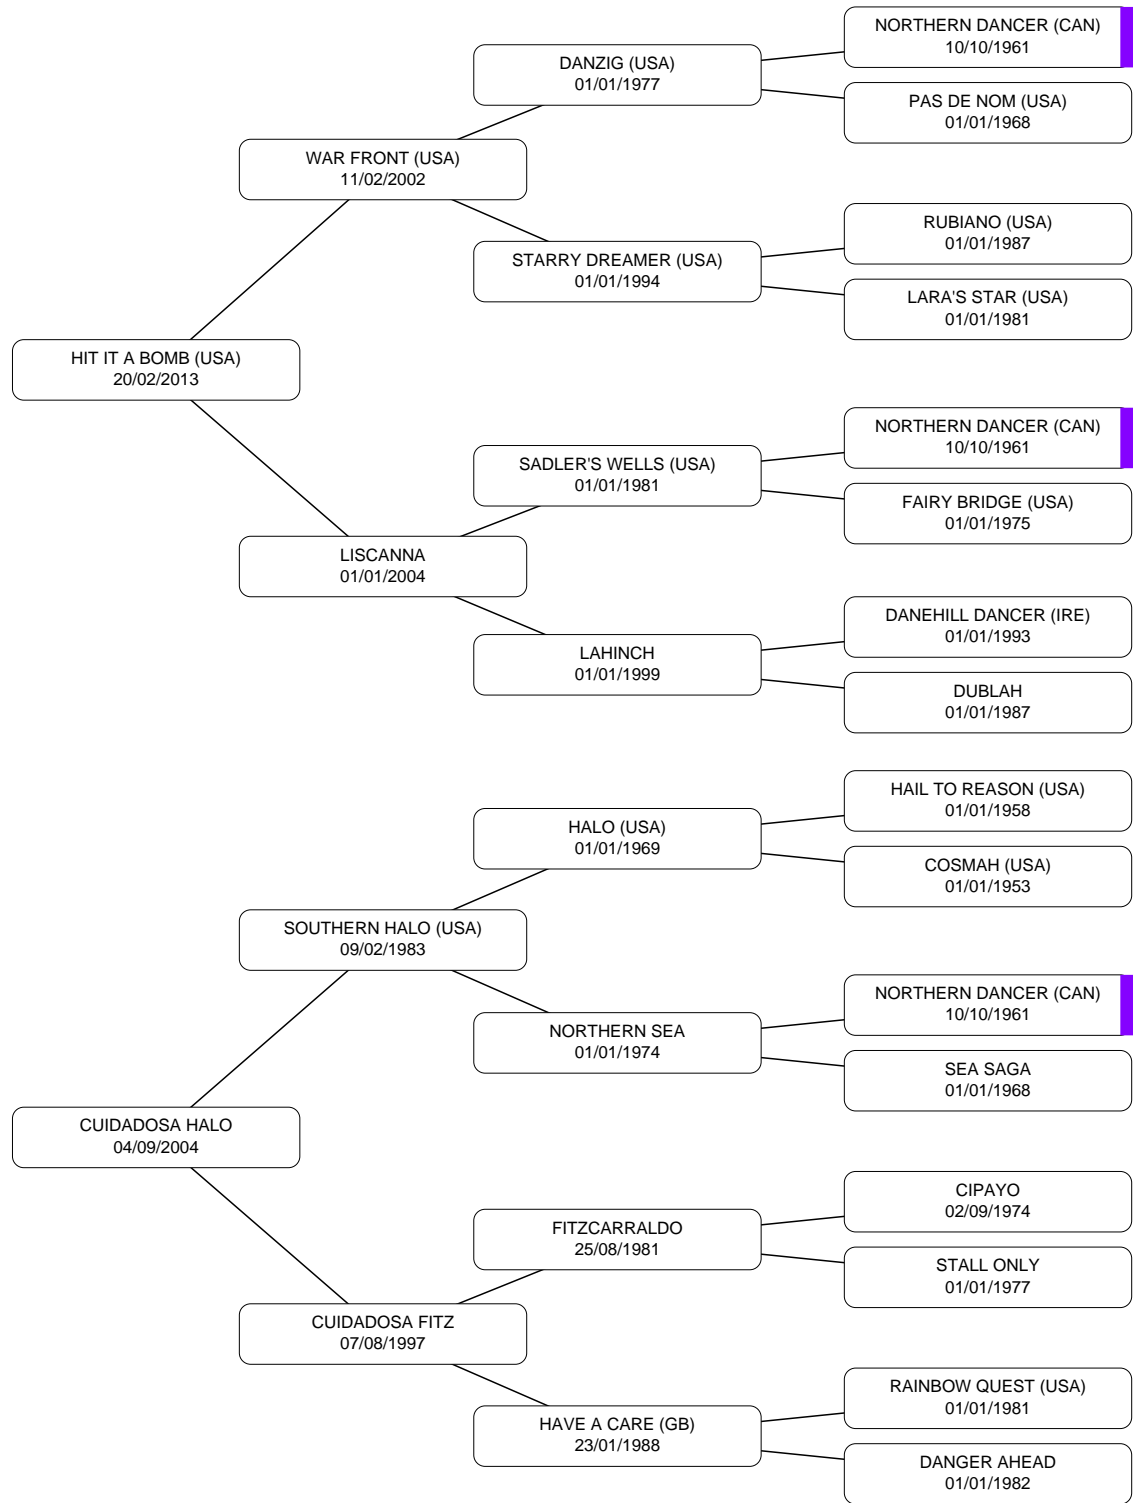 NORTHERN DANCER (CAN)
10/10/1961
DANZIG (USA)
01/01/1977
PAS DE NOM (USA)
01/01/1968
WAR FRONT (USA)
11/02/2002
RUBIANO (USA)
01/01/1987
STARRY DREAMER (USA)
01/01/1994
LARA'S STAR (USA)
01/01/1981
HIT IT A BOMB (USA)
20/02/2013
NORTHERN DANCER (CAN)
10/10/1961
SADLER'S WELLS (USA)
01/01/1981
FAIRY BRIDGE (USA)
01/01/1975
LISCANNA
01/01/2004
DANEHILL DANCER (IRE)
01/01/1993
LAHINCH
01/01/1999
DUBLAH
01/01/1987
HAIL TO REASON (USA)
01/01/1958
HALO (USA)
01/01/1969
COSMAH (USA)
01/01/1953
SOUTHERN HALO (USA)
09/02/1983
NORTHERN DANCER (CAN)
10/10/1961
NORTHERN SEA
01/01/1974
SEA SAGA
01/01/1968
CUIDADOSA HALO
04/09/2004
CIPAYO
02/09/1974
FITZCARRALDO
25/08/1981
STALL ONLY
01/01/1977
CUIDADOSA FITZ
07/08/1997
RAINBOW QUEST (USA)
01/01/1981
HAVE A CARE (GB)
23/01/1988
DANGER AHEAD
01/01/1982